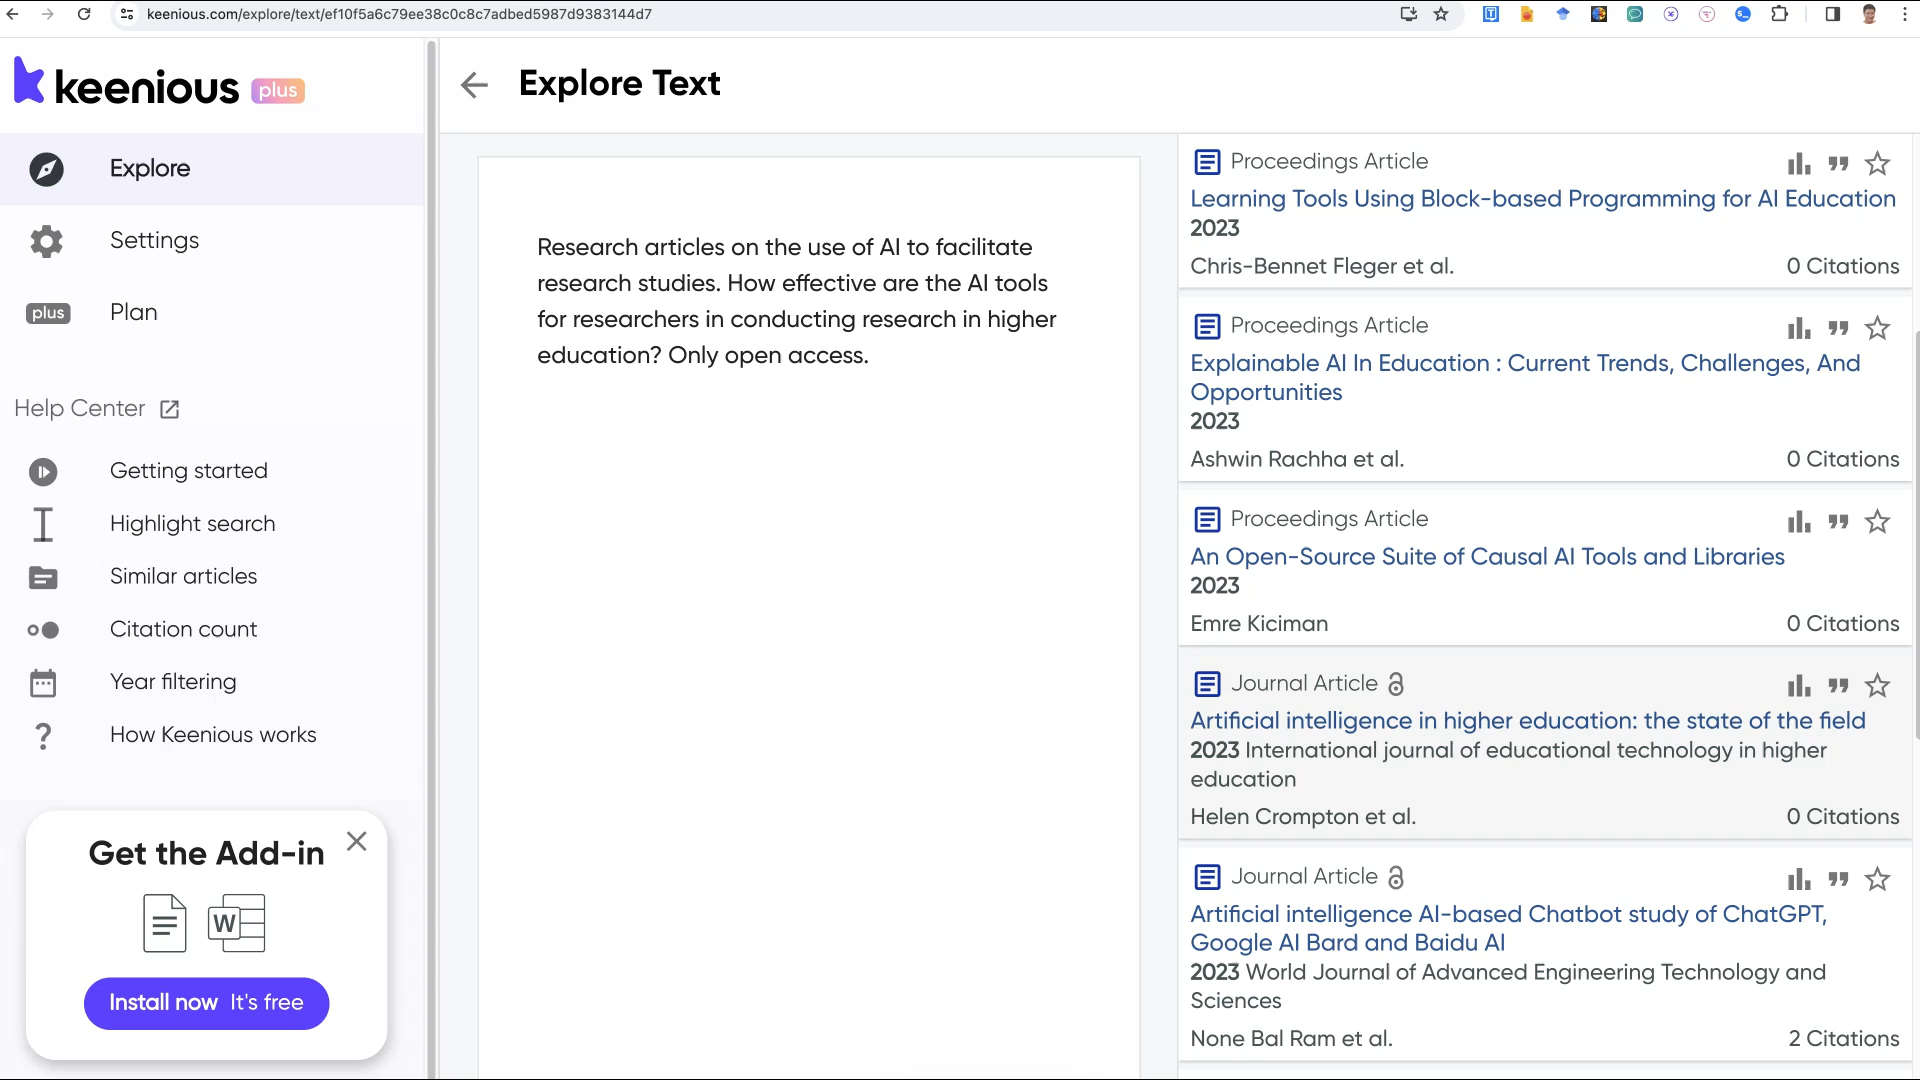 keenious.com/explore/text/ef10f5a6c79ee38c0c8c7adbed5987d9383144d7
keenious plus
Explore
Settings
plus Plan
Help Center
Getting started
Highlight search
Similar articles
Citation count
Year filtering
? How Keenious works
Get the Add-in
W
Install now It's free
Explore Text
Research articles on the use of AI to facilitate
research studies. How effective are the AI tools
for researchers in conducting research in higher
education? Only open access.
Proceedings Article
Learning Tools Using Block-based Programming for AI Education
2023
Chris-Bennet Fleger et al. 0 Citations
Proceedings Article
Explainable AI In Education : Current Trends, Challenges, And
Opportunities
2023
Ashwin Rachha et al. 0 Citations
Proceedings Article
An Open-Source Suite of Causal AI Tools and Libraries
2023
Emre Kiciman 0 Citations
Journal Article
Artificial intelligence in higher education: the state of the field
2023 International journal of educational technology in higher
education
Helen Crompton et al. 0 Citations
Journal Article
Artificial intelligence AI-based Chatbot study of ChatGPT,
Google AI Bard and Baidu AI
2023 World Journal of Advanced Engineering Technology and
Sciences
None Bal Ram et al. 2 Citations